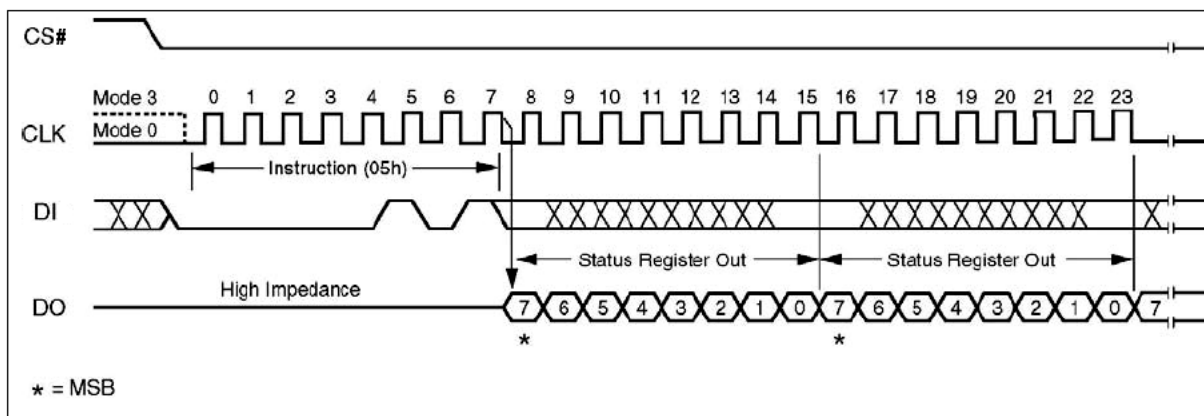 CS#
Mode 3
0 1 2 3 4 5 6 7 8 9 10 11 12 13 14 15 16 17 18 19 20 21 22 23
CLK
Mode 0
Instruction (05h)
DI
Status Register Out
Status Register Out
High Impedance
DO
7 6 5 4 3 2 1 0 7 6 5 4 3 2 1 0 7
* *
* = MSB